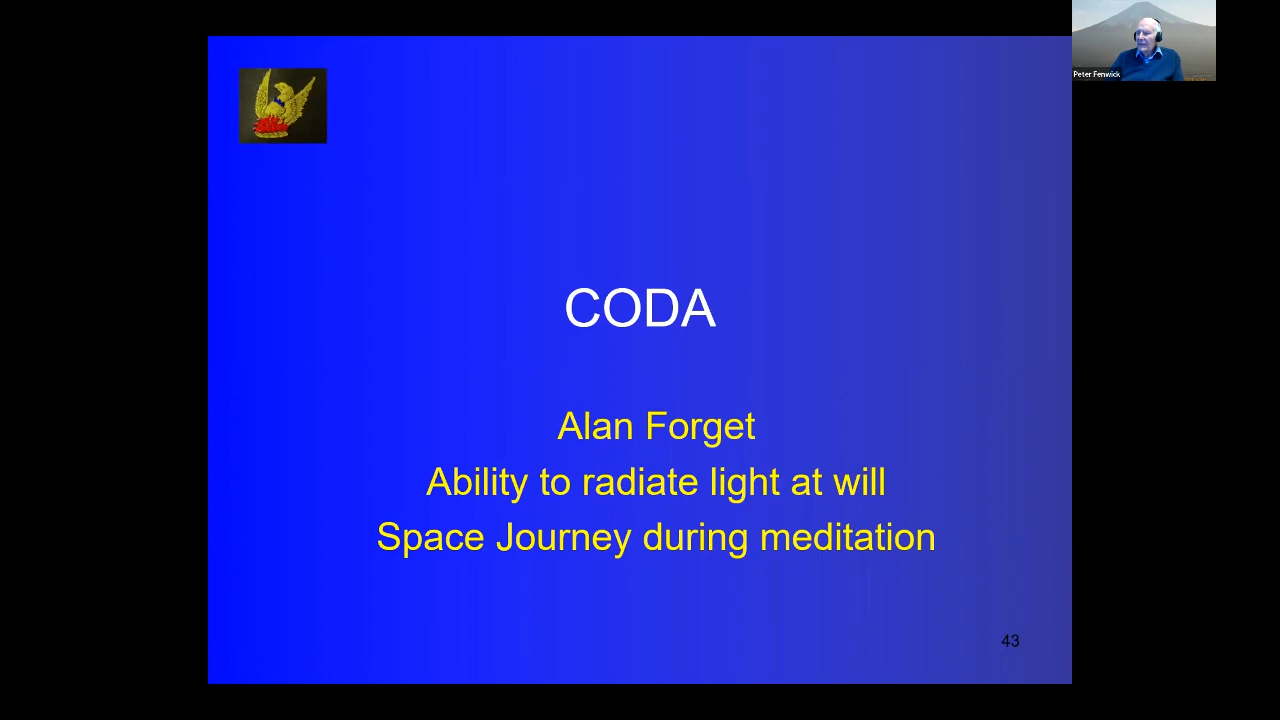 Peter Fenwick
CODA
Alan Forget
Ability to radiate light at will
Space Journey during meditation
43